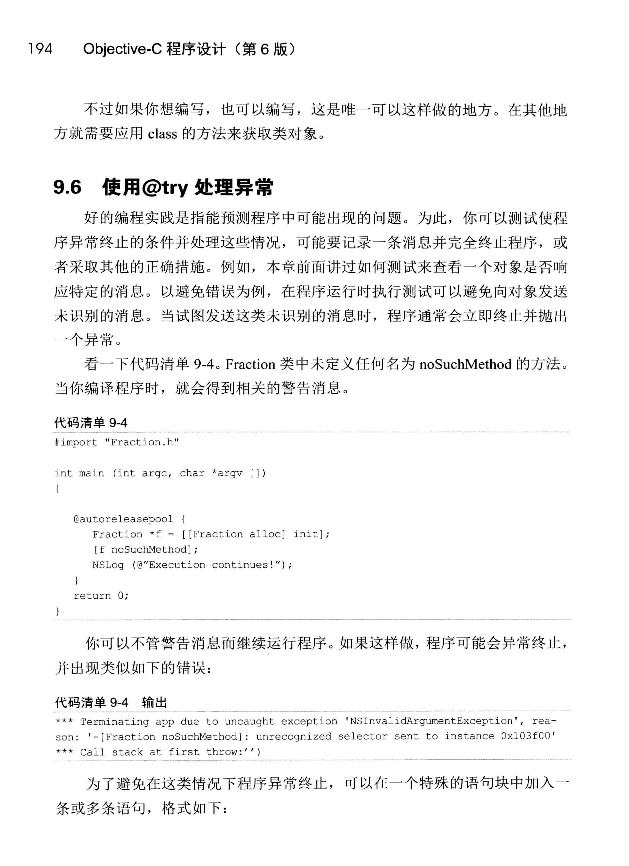 194 Objective-C 程序设计（第 6 版）
不过如果你想编写，也可以编写，这是唯一可以这样做的地方。在其他地
方就需要应用 class 的方法来获取类对象。
9.6 使用@try 处理异常
好的编程实践是指能预测程序中可能出现的问题。为此，你可以测试使程
序异常终止的条件并处理这些情况，可能要记录一条消息并完全终止程序，或
者采取其他的正确措施。例如，本章前面讲过如何测试来查看一个对象是否响
应特定的消息。以避免错误为例，在程序运行时执行测试可以避免向对象发送
未识别的消息。当试图发送这类未识别的消息时，程序通常会立即终止并抛出
一个异常。
看一下代码清单 9-4。Fraction 类中未定义任何名为 noSuchMethod 的方法。
当你编译程序时，就会得到相关的警告消息。
代码清单 9-4
#import "Fraction.h"
int main (int argc, char *argv [])
{
@autoreleasepool {
Fraction *f = [[Fraction alloc] init];
[f noSuchMethod];
NSLog (@"Execution continues!");
}
return 0;
}
你可以不管警告消息而继续运行程序。如果这样做，程序可能会异常终止，
并出现类似如下的错误：
代码清单 9-4 输出
*** Terminating app due to uncaught exception 'NSInvalidArgumentException', rea-
son: '-[Fraction noSuchMethod]: unrecognized selector sent to instance 0x103f00'
*** Call stack at first throw:'')
为了避免在这类情况下程序异常终止，可以在一个特殊的语句块中加入一
条或多条语句，格式如下：